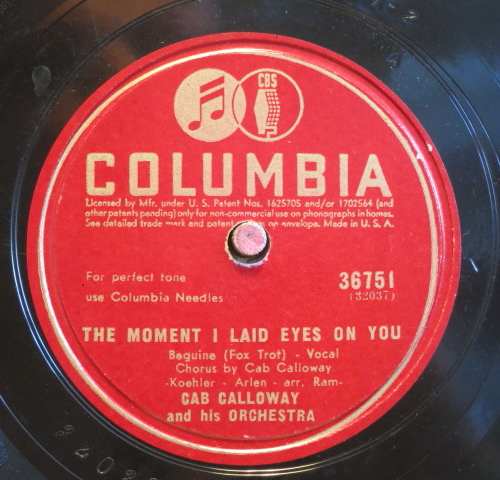 CBS
COLUMBIA
Licensed by Mfr. under U. S. Patent Nos. 1625705 and/or 1702564 (and
other patents pending) only for non-commercial use on phonographs in homes.
See detailed trade mark and patent on envelope. Made in U. S. A.
For perfect tone
use Columbia Needles
36751
(32037)
THE MOMENT I LAID EYES ON YOU
Beguine (Fox Trot) - Vocal
Chorus by Cab Calloway
-Koehler - Arlen - arr. Ram-
CAB CALLOWAY
and his ORCHESTRA